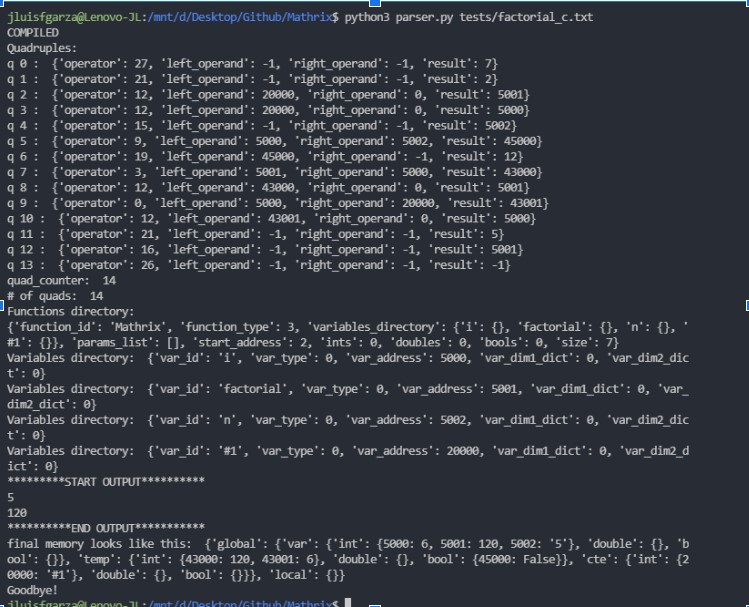 jluisfgarza@Lenovo-JL:/mnt/d/Desktop/Github/Mathrix$ python3 parser.py tests/factorial_c.txt
COMPILED
Quadruples:
q 0 :  {'operator': 27, 'left_operand': -1, 'right_operand': -1, 'result': 7}
q 1 :  {'operator': 21, 'left_operand': -1, 'right_operand': -1, 'result': 2}
q 2 :  {'operator': 12, 'left_operand': 20000, 'right_operand': 0, 'result': 5001}
q 3 :  {'operator': 12, 'left_operand': 20000, 'right_operand': 0, 'result': 5000}
q 4 :  {'operator': 15, 'left_operand': -1, 'right_operand': -1, 'result': 5002}
q 5 :  {'operator': 9, 'left_operand': 5000, 'right_operand': 5002, 'result': 45000}
q 6 :  {'operator': 19, 'left_operand': 45000, 'right_operand': -1, 'result': 12}
q 7 :  {'operator': 3, 'left_operand': 5001, 'right_operand': 5000, 'result': 43000}
q 8 :  {'operator': 12, 'left_operand': 43000, 'right_operand': 0, 'result': 5001}
q 9 :  {'operator': 0, 'left_operand': 5000, 'right_operand': 20000, 'result': 43001}
q 10 :  {'operator': 12, 'left_operand': 43001, 'right_operand': 0, 'result': 5000}
q 11 :  {'operator': 21, 'left_operand': -1, 'right_operand': -1, 'result': 5}
q 12 :  {'operator': 16, 'left_operand': -1, 'right_operand': -1, 'result': 5001}
q 13 :  {'operator': 26, 'left_operand': -1, 'right_operand': -1, 'result': -1}
quad_counter:  14
# of quads:  14
Functions directory:
{'function_id': 'Mathrix', 'function_type': 3, 'variables_directory': {'i': {}, 'factorial': {}, 'n': {}, '
#1': {}}, 'params_list': [], 'start_address': 2, 'ints': 0, 'doubles': 0, 'bools': 0, 'size': 7}
Variables directory:  {'var_id': 'i', 'var_type': 0, 'var_address': 5000, 'var_dim1_dict': 0, 'var_dim2_dic
t': 0}
Variables directory:  {'var_id': 'factorial', 'var_type': 0, 'var_address': 5001, 'var_dim1_dict': 0, 'var_
dim2_dict': 0}
Variables directory:  {'var_id': 'n', 'var_type': 0, 'var_address': 5002, 'var_dim1_dict': 0, 'var_dim2_dic
t': 0}
Variables directory:  {'var_id': '#1', 'var_type': 0, 'var_address': 20000, 'var_dim1_dict': 0, 'var_dim2_d
ict': 0}
*********START OUTPUT**********
5
120
**********END OUTPUT***********
final memory looks like this:  {'global': {'var': {'int': {5000: 6, 5001: 120, 5002: '5'}, 'double': {}, 'b
ool': {}}, 'temp': {'int': {43000: 120, 43001: 6}, 'double': {}, 'bool': {45000: False}}, 'cte': {'int': {2
0000: '#1'}, 'double': {}, 'bool': {}}}, 'local': {}}
Goodbye!
jluisfgarza@Lenovo-JL:/mnt/d/Desktop/Github/Mathrix$